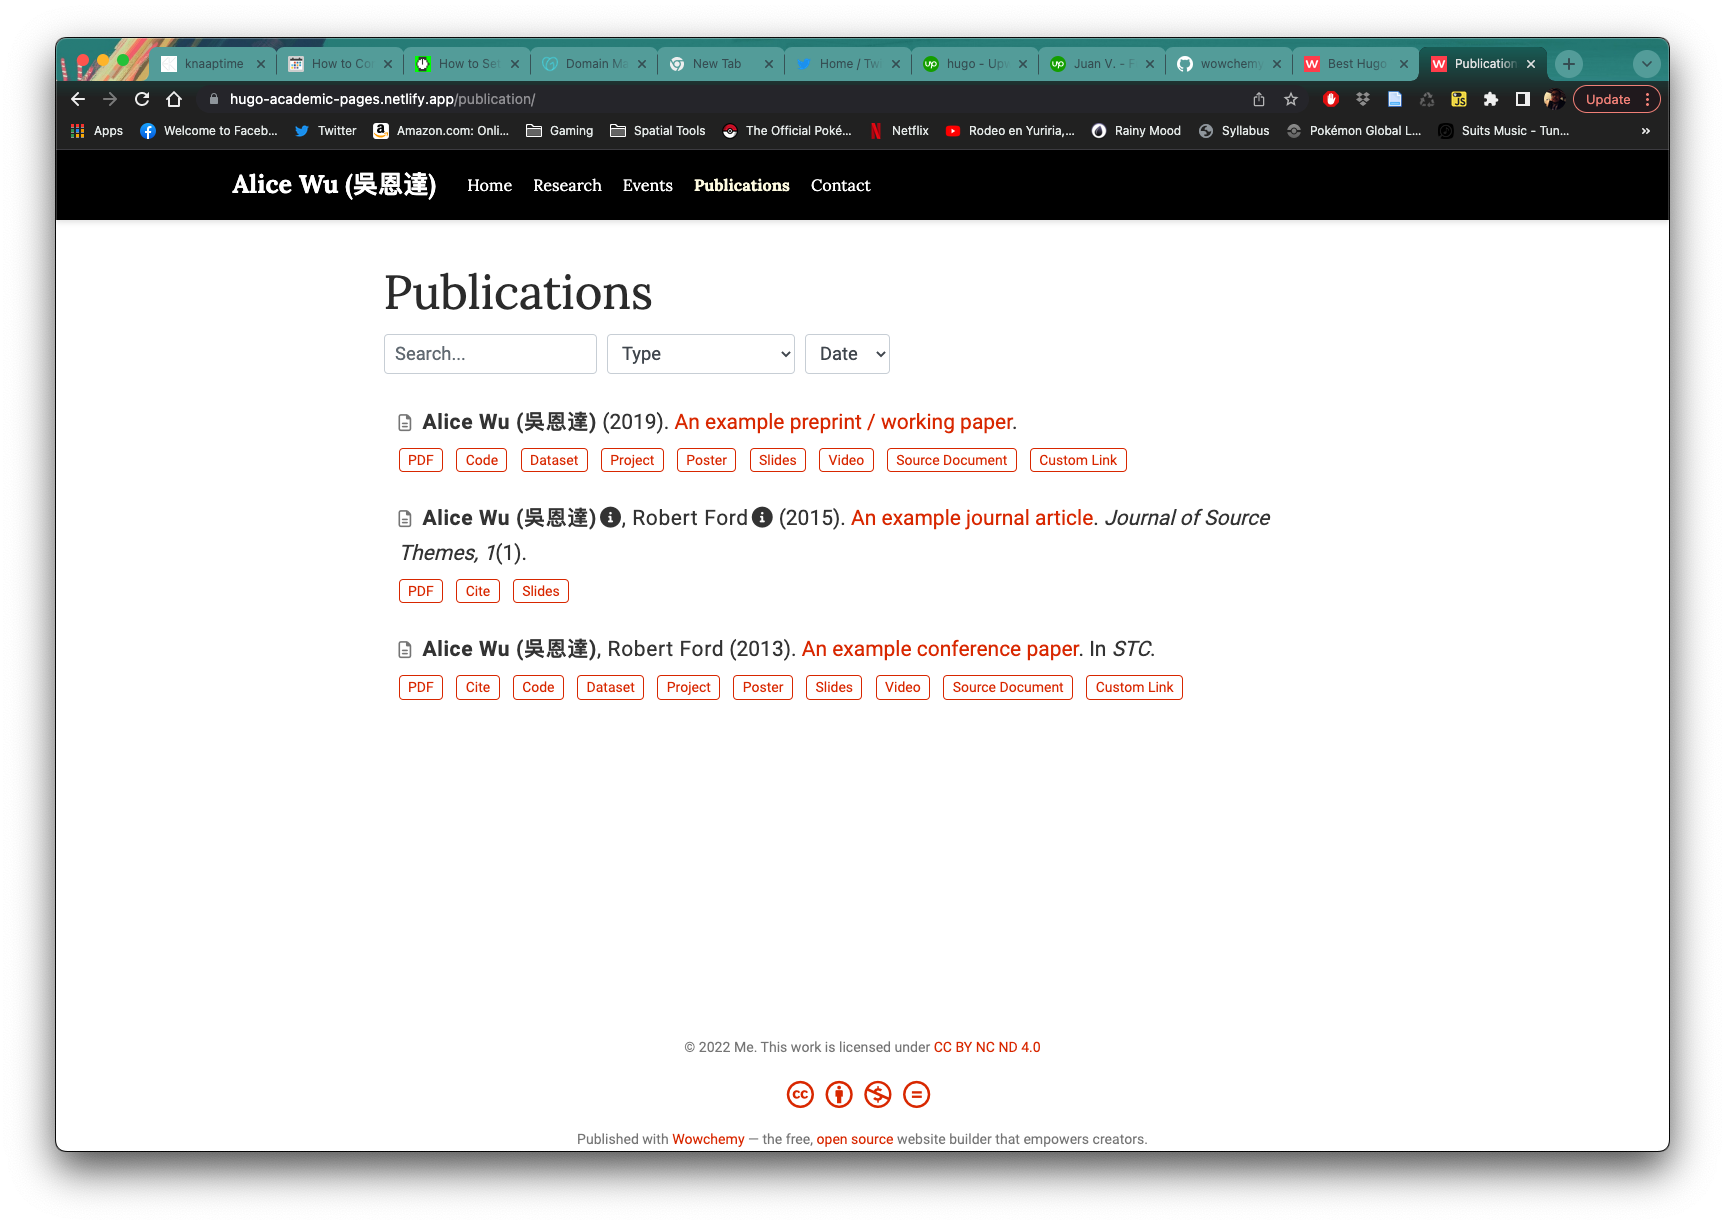 knaaptime How to Co How to Se Domain Ma New Tab Home / Tw hugo - Up Juan V. - F wowchemy Best Hugo Publication
hugo-academic-pages.netlify.app/publication/ Update
Apps Welcome to Faceb... Twitter Amazon.com: Onli... Gaming Spatial Tools The Official Poké... Netflix Rodeo en Yuriria,... Rainy Mood Syllabus Pokémon Global L... Suits Music - Tun... »
Alice Wu (吳恩達) Home Research Events Publications Contact
Publications
Search... Type Date
Alice Wu (吳恩達) (2019). An example preprint / working paper.
PDF Code Dataset Project Poster Slides Video Source Document Custom Link
Alice Wu (吳恩達), Robert Ford (2015). An example journal article. Journal of Source
Themes, 1(1).
PDF Cite Slides
Alice Wu (吳恩達), Robert Ford (2013). An example conference paper. In STC.
PDF Cite Code Dataset Project Poster Slides Video Source Document Custom Link
© 2022 Me. This work is licensed under CC BY NC ND 4.0
Published with Wowchemy — the free, open source website builder that empowers creators.